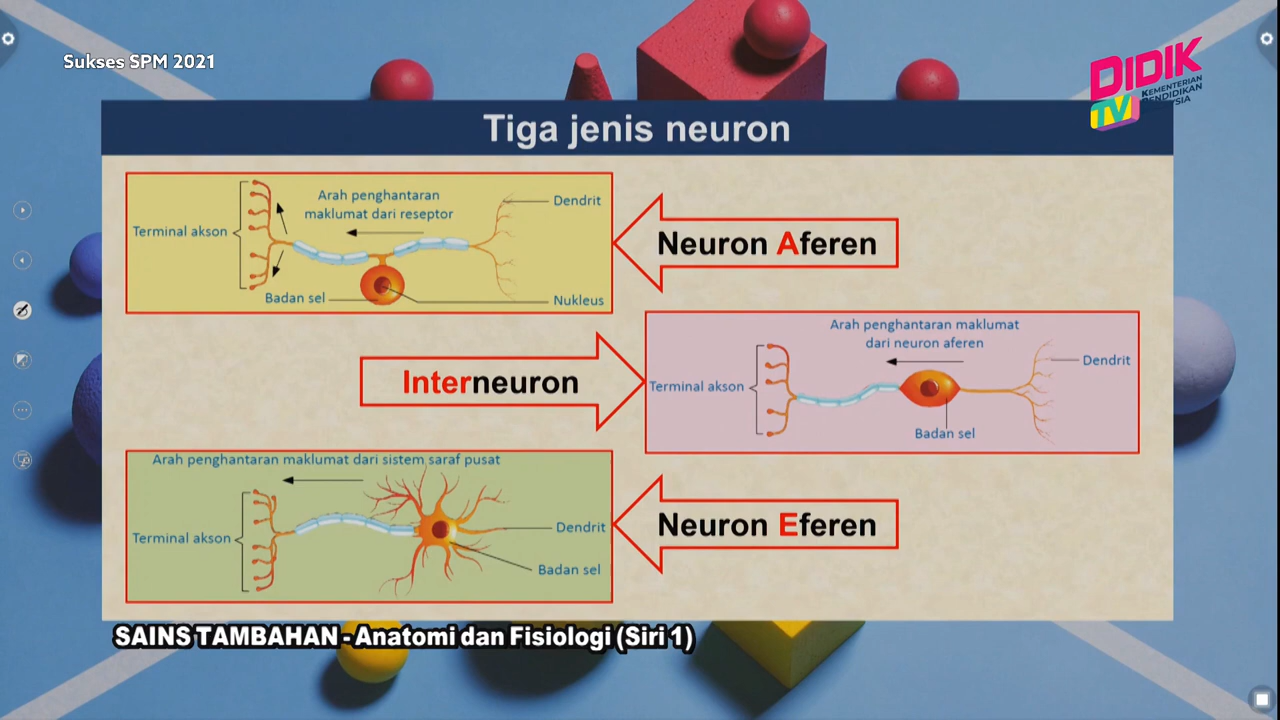 Sukses SPM 2021
DIDIK
TV
KEMENTERIAN
PENDIDIKAN
MALAYSIA
Tiga jenis neuron
Arah penghantaran
maklumat dari reseptor
Dendrit
Terminal akson
Badan sel
Nukleus
Neuron Aferen
Interneuron
Arah penghantaran maklumat
dari neuron aferen
Dendrit
Terminal akson
Badan sel
Arah penghantaran maklumat dari sistem saraf pusat
Terminal akson
Dendrit
Badan sel
Neuron Eferen
SAINS TAMBAHAN - Anatomi dan Fisiologi (Siri 1)